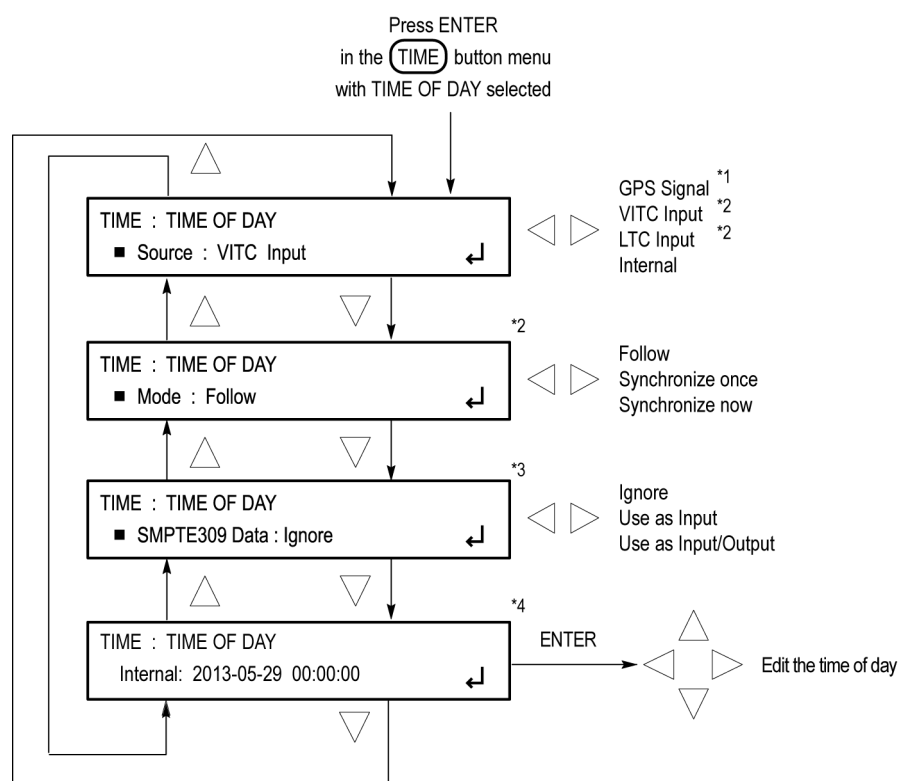 Press ENTER
in the TIME button menu
with TIME OF DAY selected
TIME : TIME OF DAY
■ Source : VITC Input ↵
GPS Signal *1
VITC Input *2
LTC Input *2
Internal
*2
TIME : TIME OF DAY
■ Mode : Follow ↵
Follow
Synchronize once
Synchronize now
*3
TIME : TIME OF DAY
■ SMPTE309 Data : Ignore ↵
Ignore
Use as Input
Use as Input/Output
*4
TIME : TIME OF DAY
Internal: 2013-05-29 00:00:00 ↵
ENTER
Edit the time of day